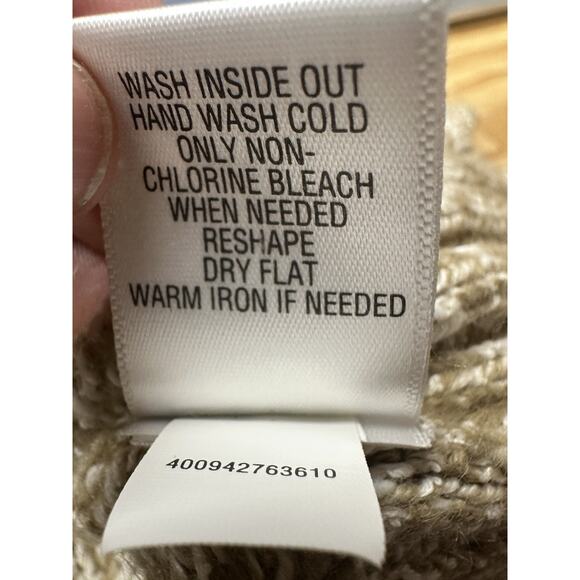 WASH INSIDE OUT
HAND WASH COLD
ONLY NON-
CHLORINE BLEACH
WHEN NEEDED
RESHAPE
DRY FLAT
WARM IRON IF NEEDED
400942763610